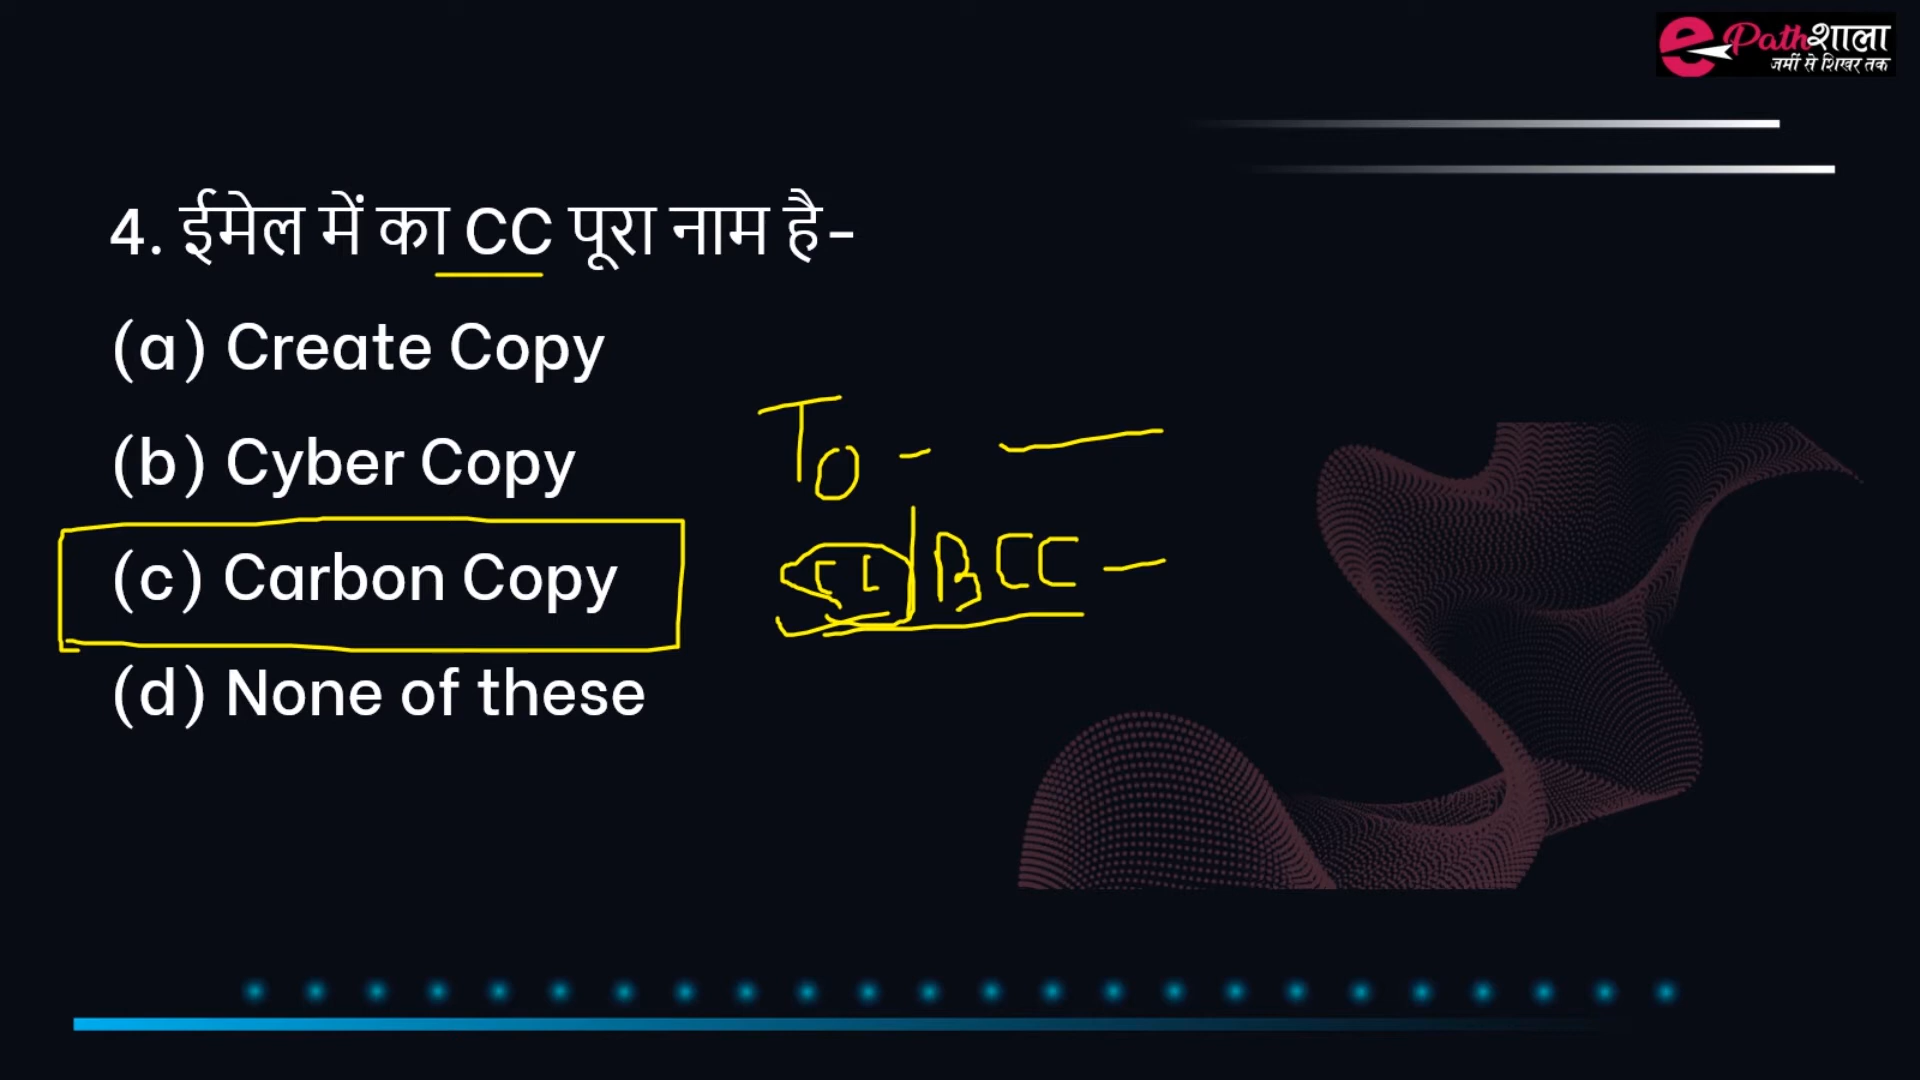 ePathशाला
जमीं से शिखर तक
4. ईमेल में का CC पूरा नाम है-
(a) Create Copy
(b) Cyber Copy
To -
(c) Carbon Copy
CC BCC -
(d) None of these